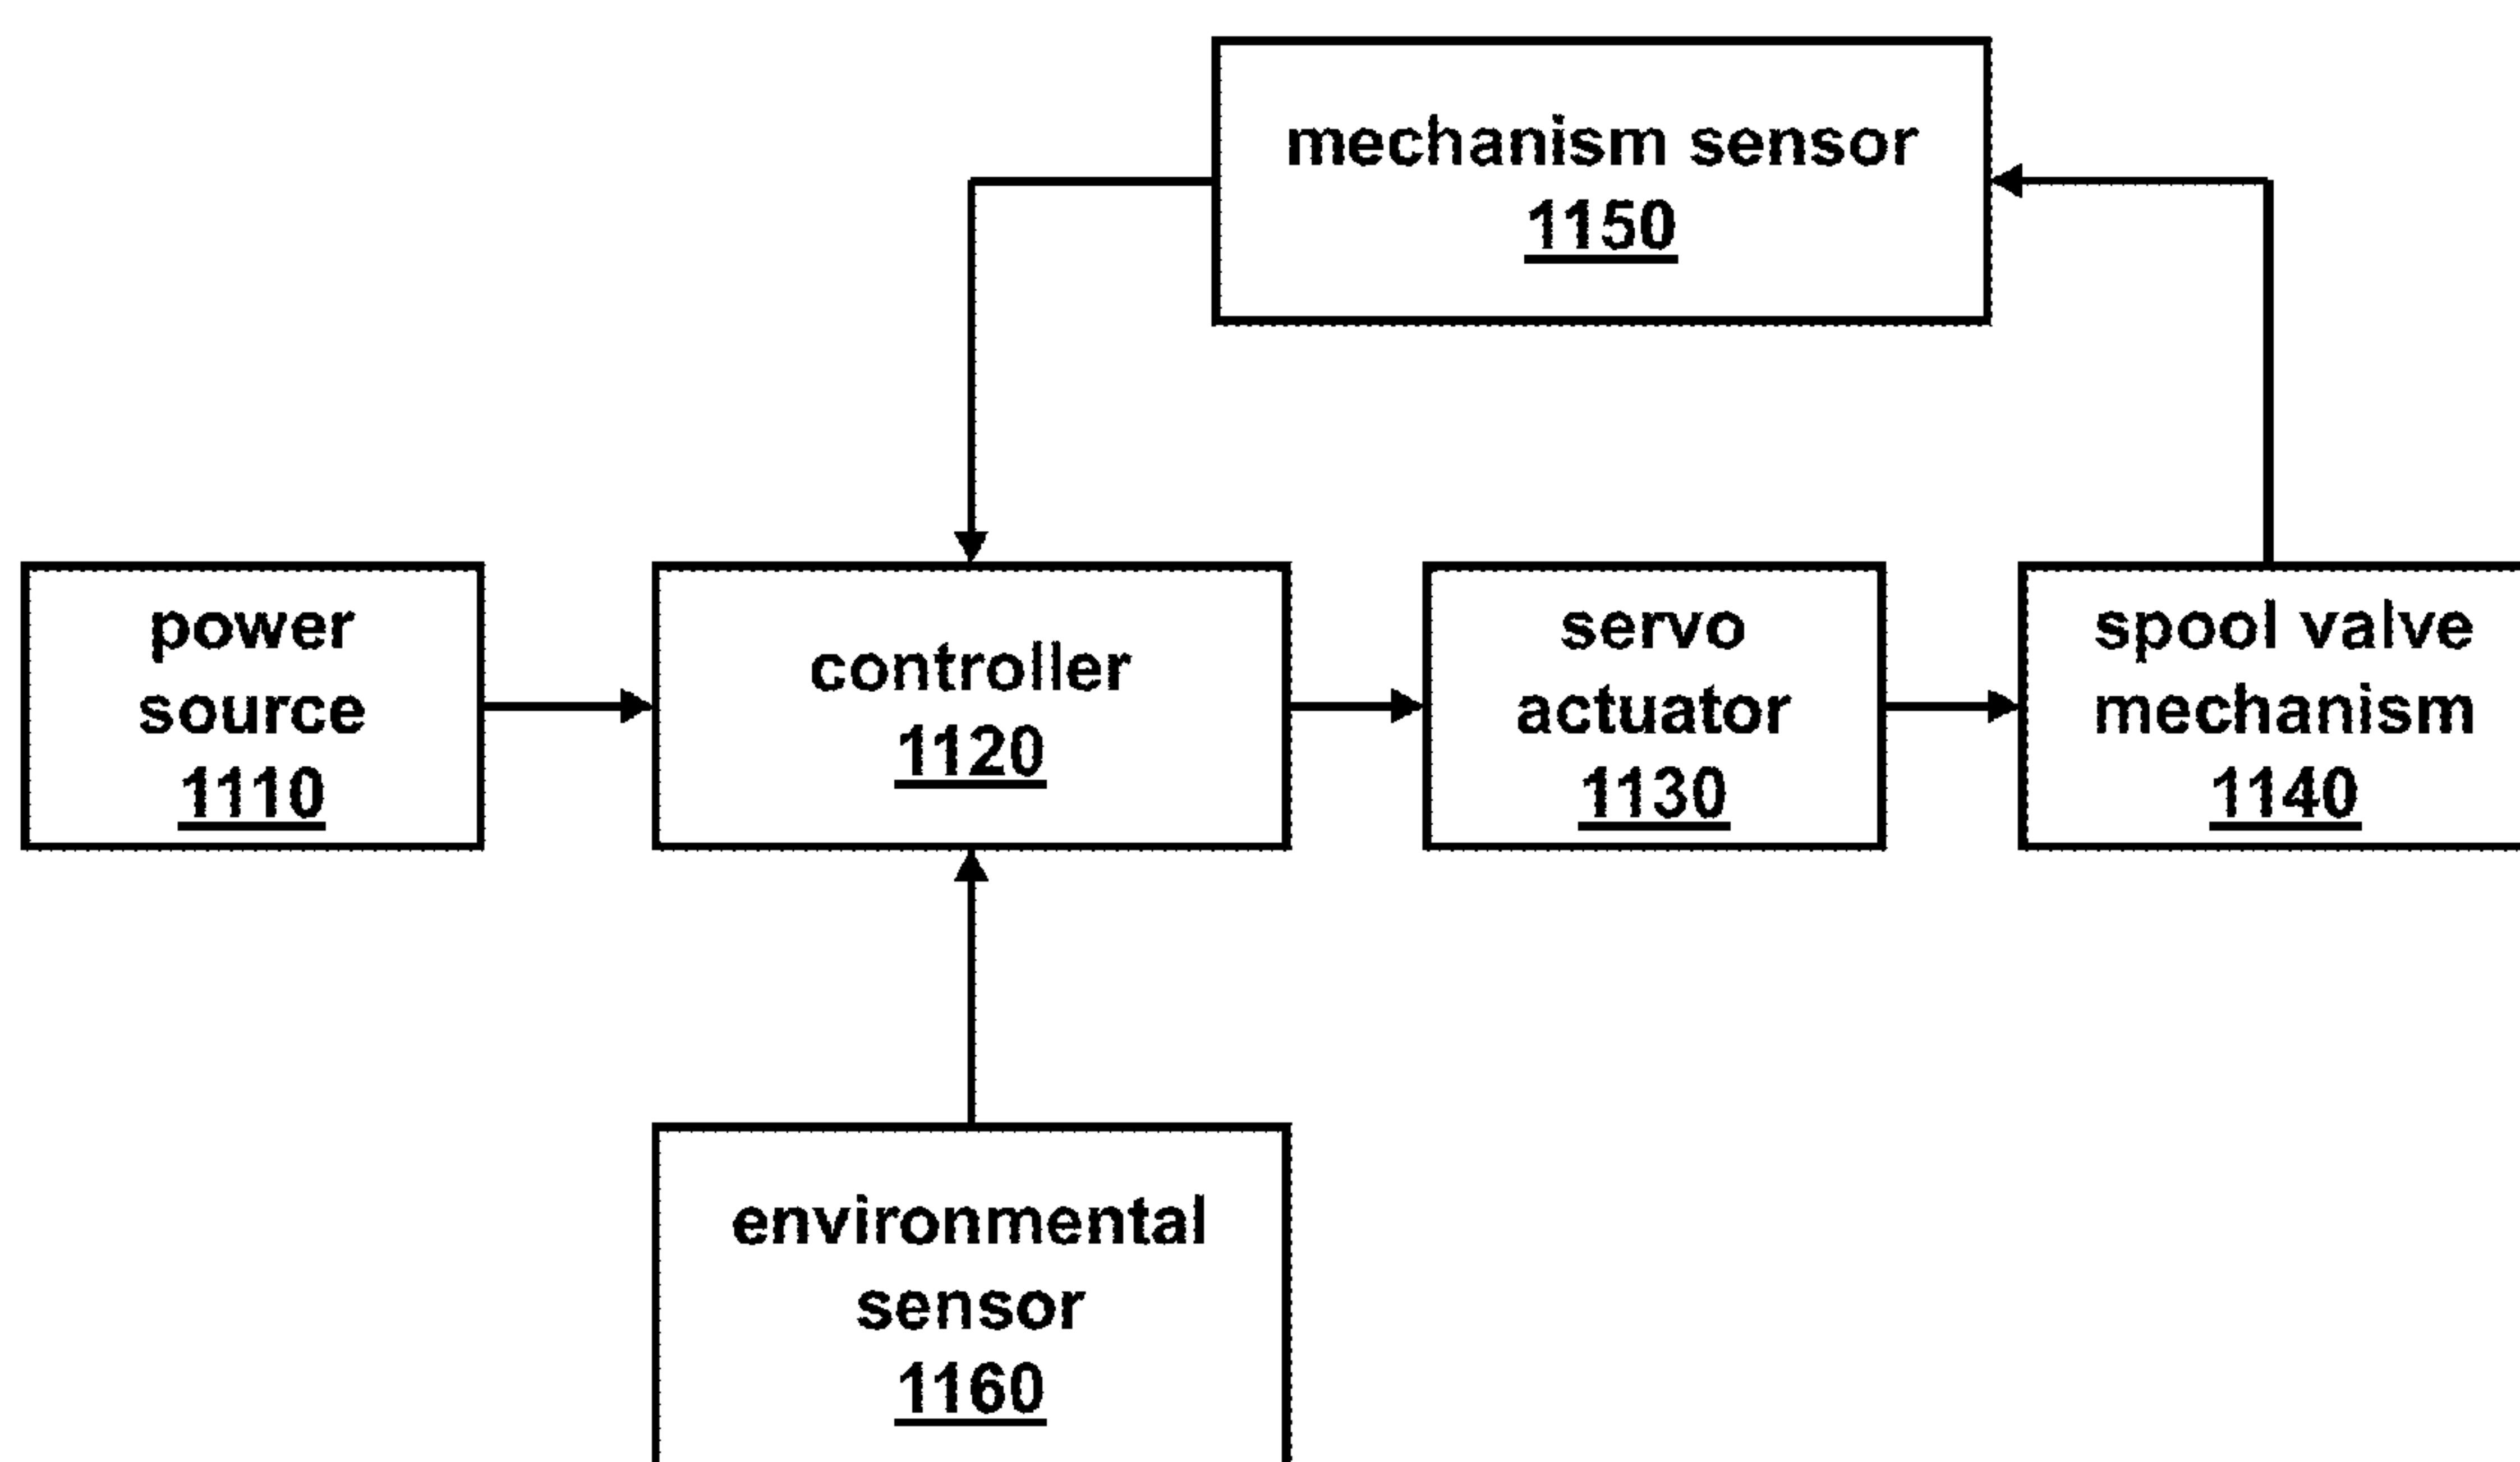 mechanism sensor
1150
power
source
1110
controller
1120
servo
actuator
1130
spool valve
mechanism
1140
environmental
sensor
1160